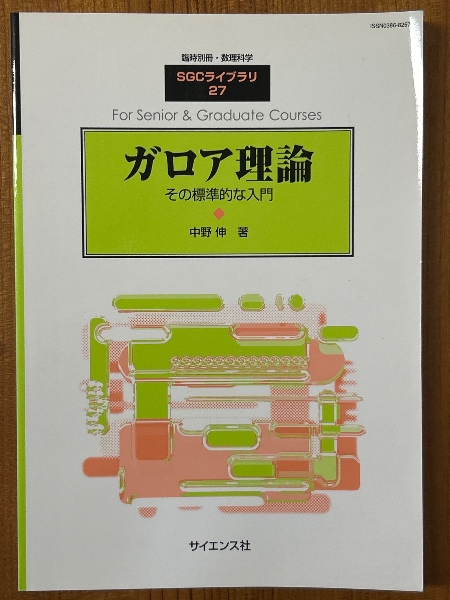 ISSN0386-8257
臨時別冊・数理科学
SGCライブラリ
27
For Senior & Graduate Courses
ガロア理論
その標準的な入門
中野 伸 著
サイエンス社